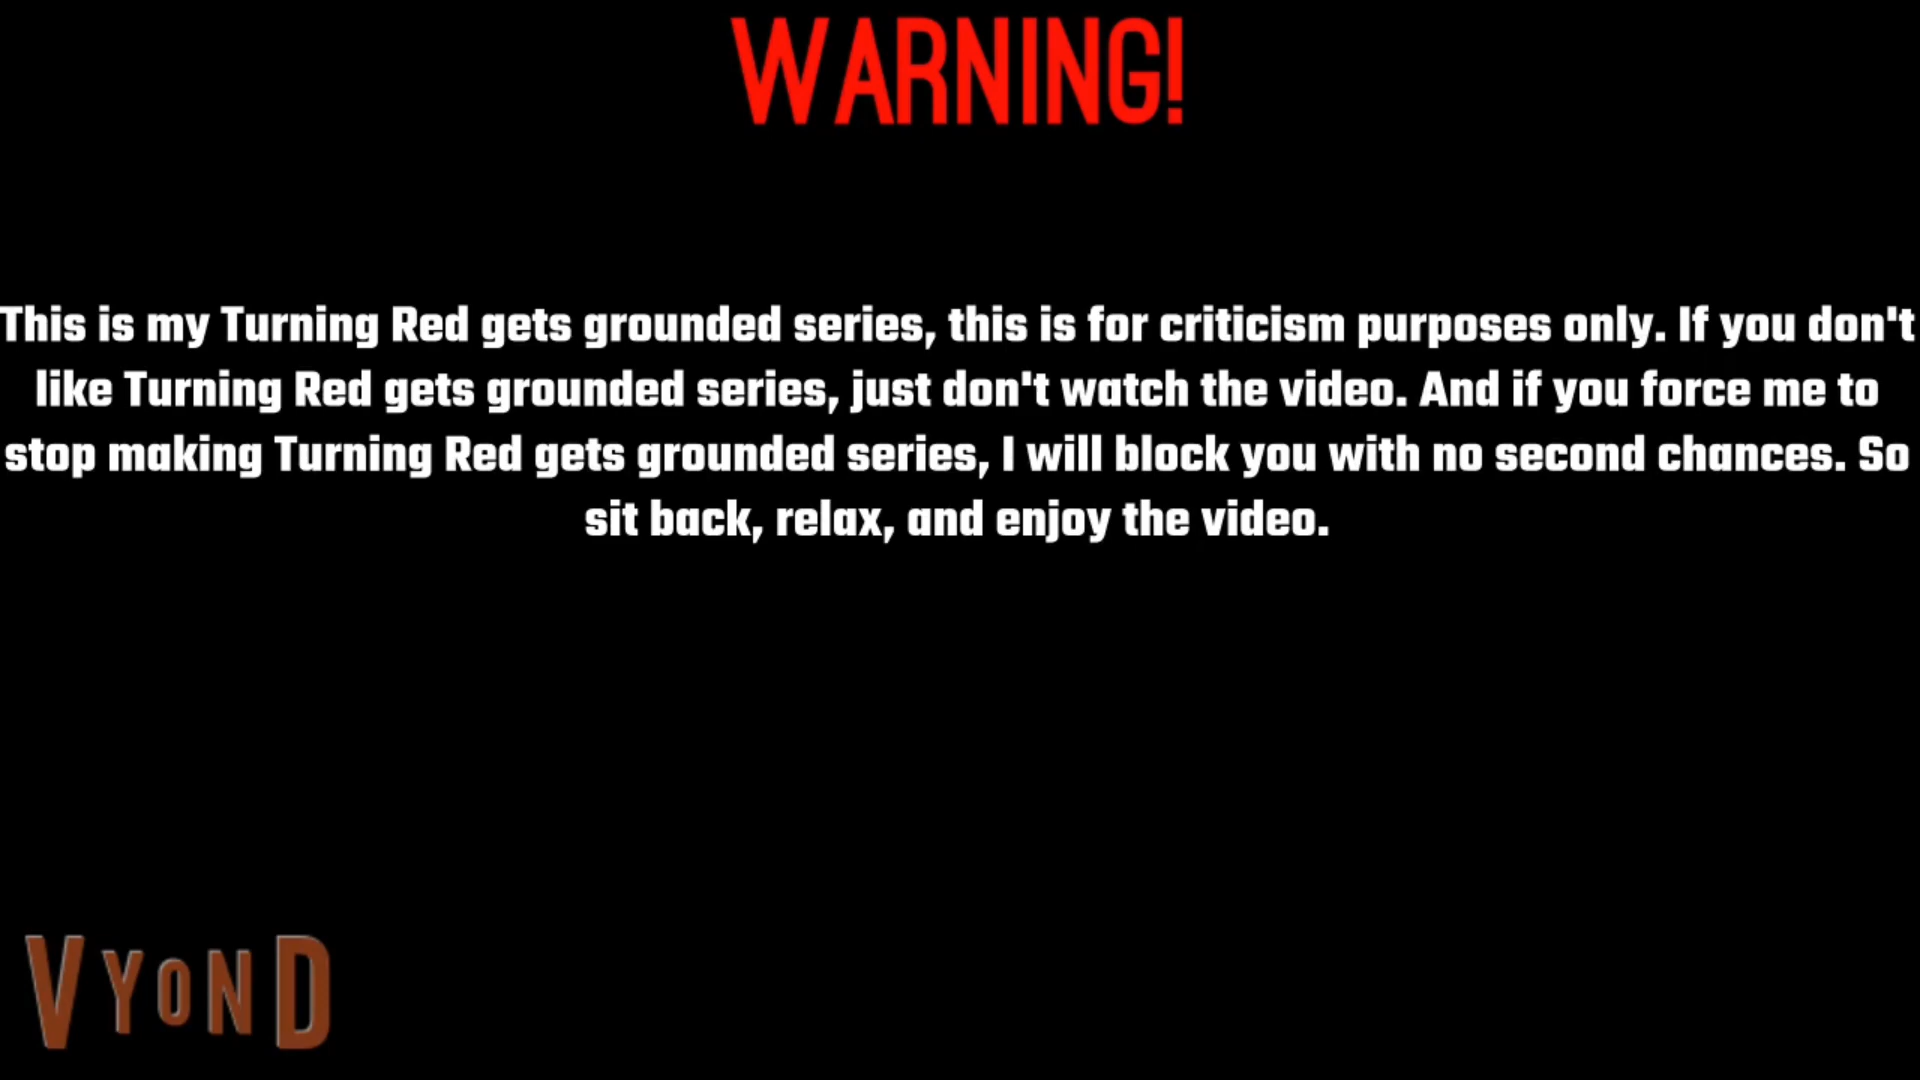 WARNING!
This is my Turning Red gets grounded series, this is for criticism purposes only. If you don't
like Turning Red gets grounded series, just don't watch the video. And if you force me to
stop making Turning Red gets grounded series, I will block you with no second chances. So
sit back, relax, and enjoy the video.
VYOND